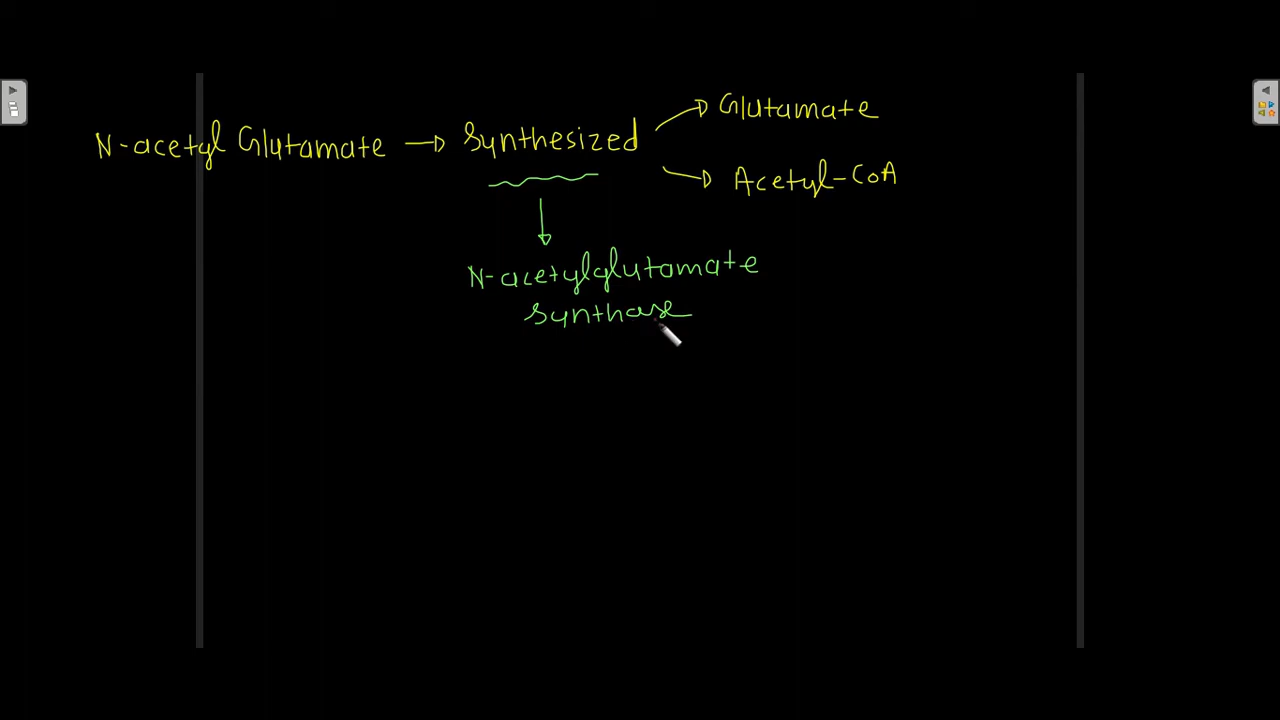 N-acetyl Glutamate → Synthesized
Glutamate
Acetyl-CoA
N-acetylglutamate
Synthase